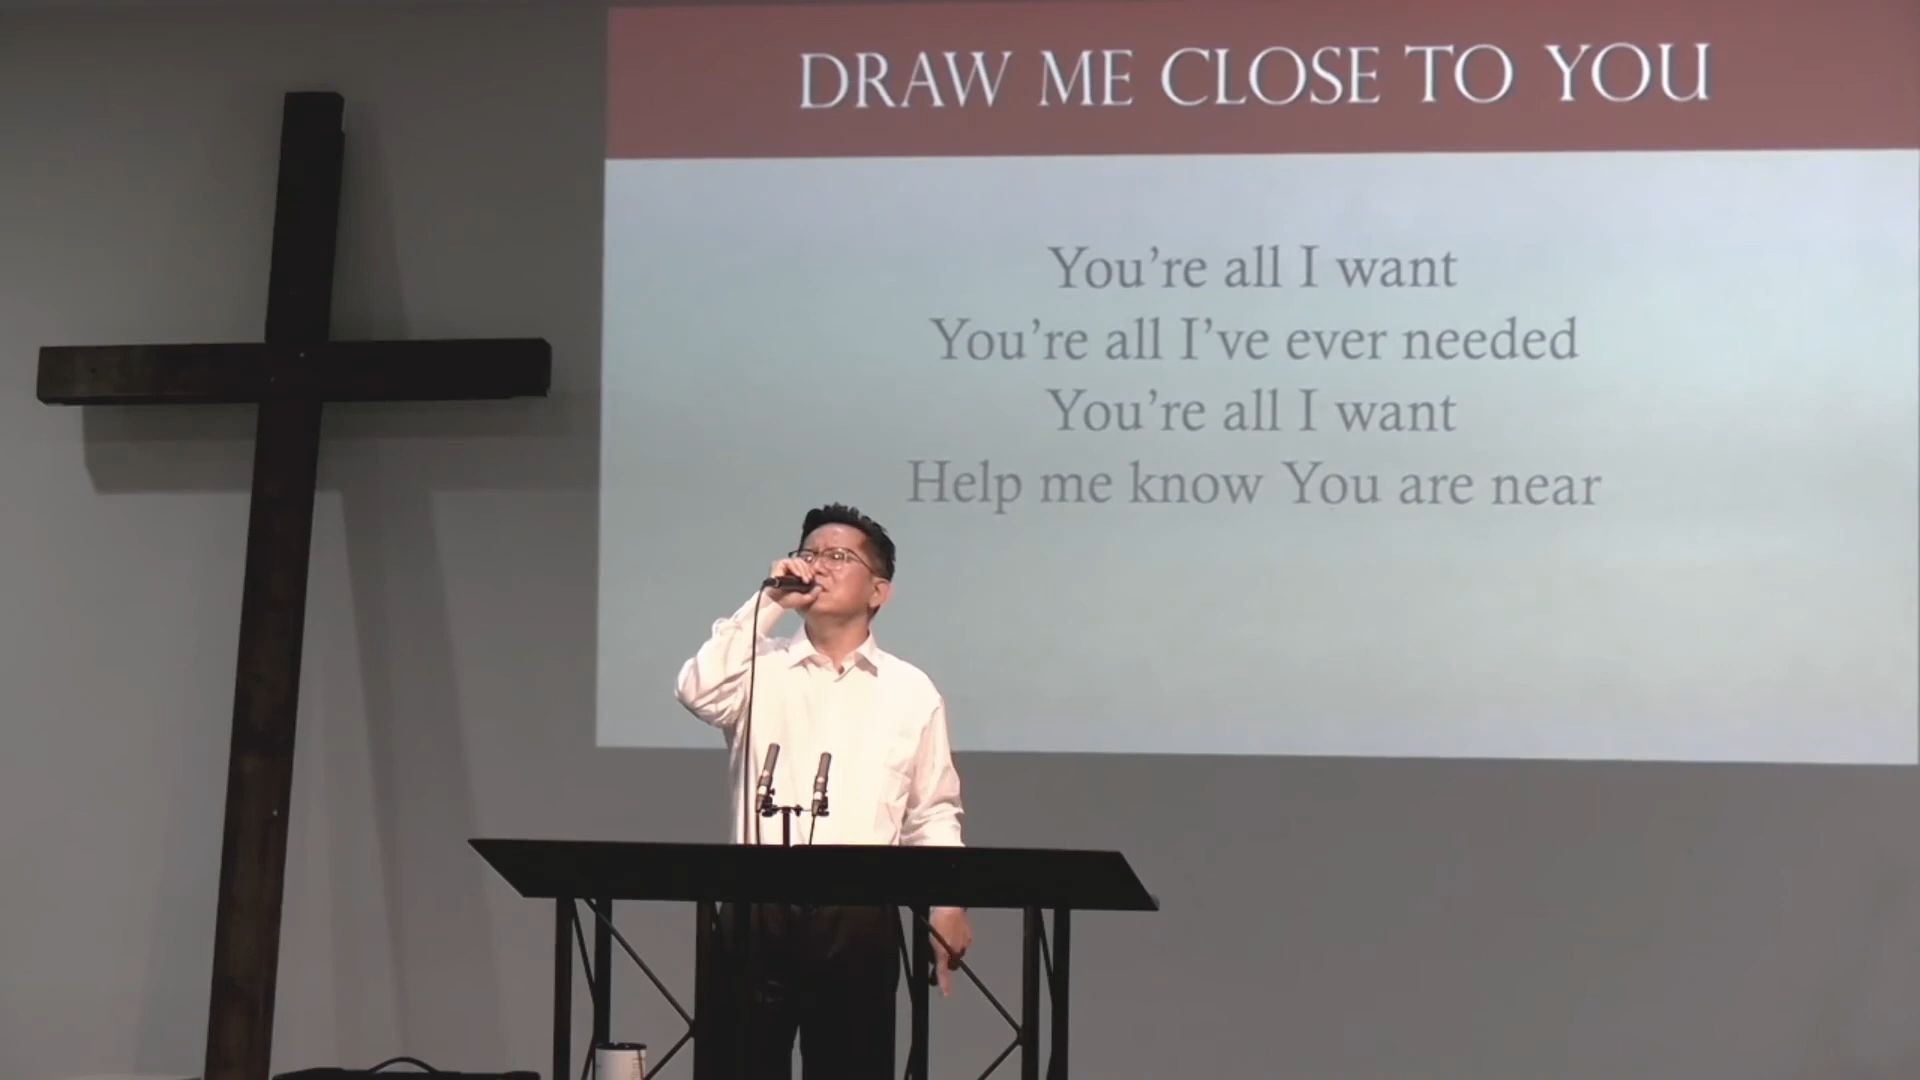 DRAW ME CLOSE TO YOU
You're all I want
You're all I've ever needed
You're all I want
Help me know You are near